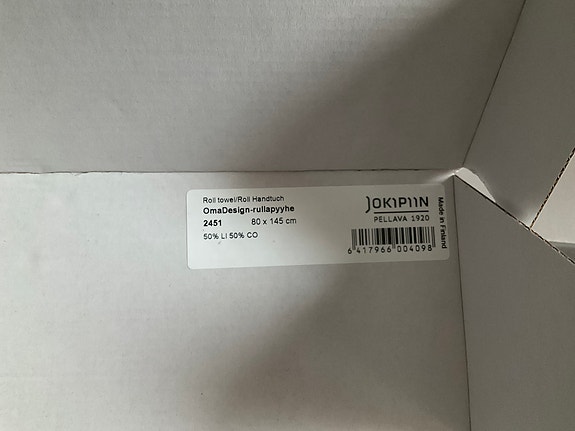 Roll towel/Roll Handtuch
OmaDesign-rullapyyhe
2451 80 x 145 cm
50% LI 50% CO
JOKIPIIN
PELLAVA 1920
6 417966 004098
Made in Finland